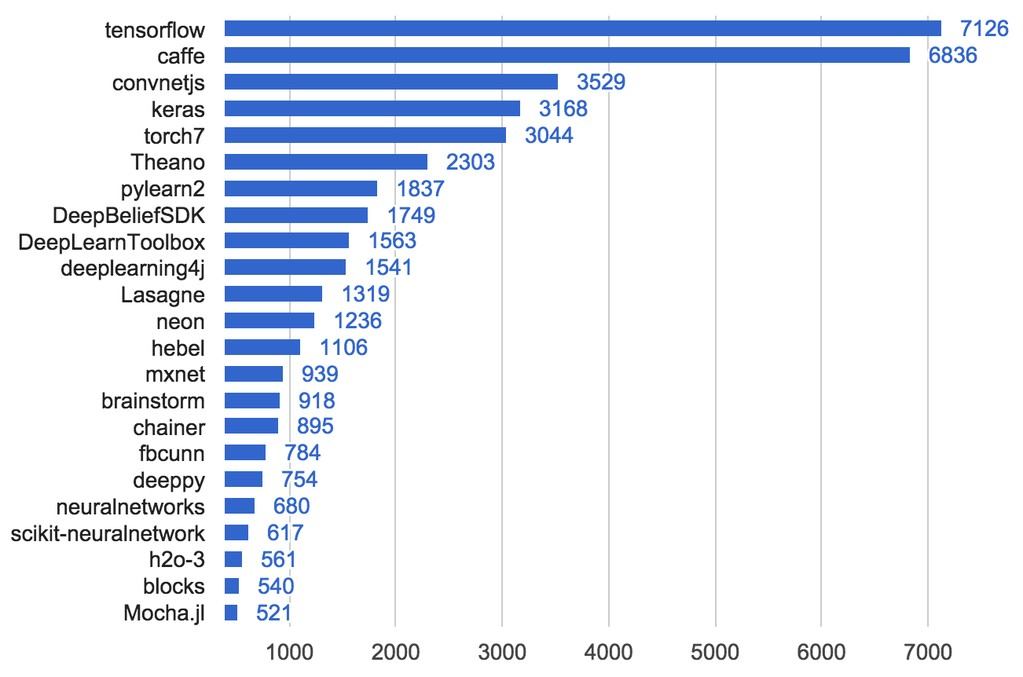 tensorflow 7126
caffe 6836
convnetjs 3529
keras 3168
torch7 3044
Theano 2303
pylearn2 1837
DeepBeliefSDK 1749
DeepLearnToolbox 1563
deeplearning4j 1541
Lasagne 1319
neon 1236
hebel 1106
mxnet 939
brainstorm 918
chainer 895
fbcunn 784
deeppy 754
neuralnetworks 680
scikit-neuralnetwork 617
h2o-3 561
blocks 540
Mocha.jl 521
1000 2000 3000 4000 5000 6000 7000